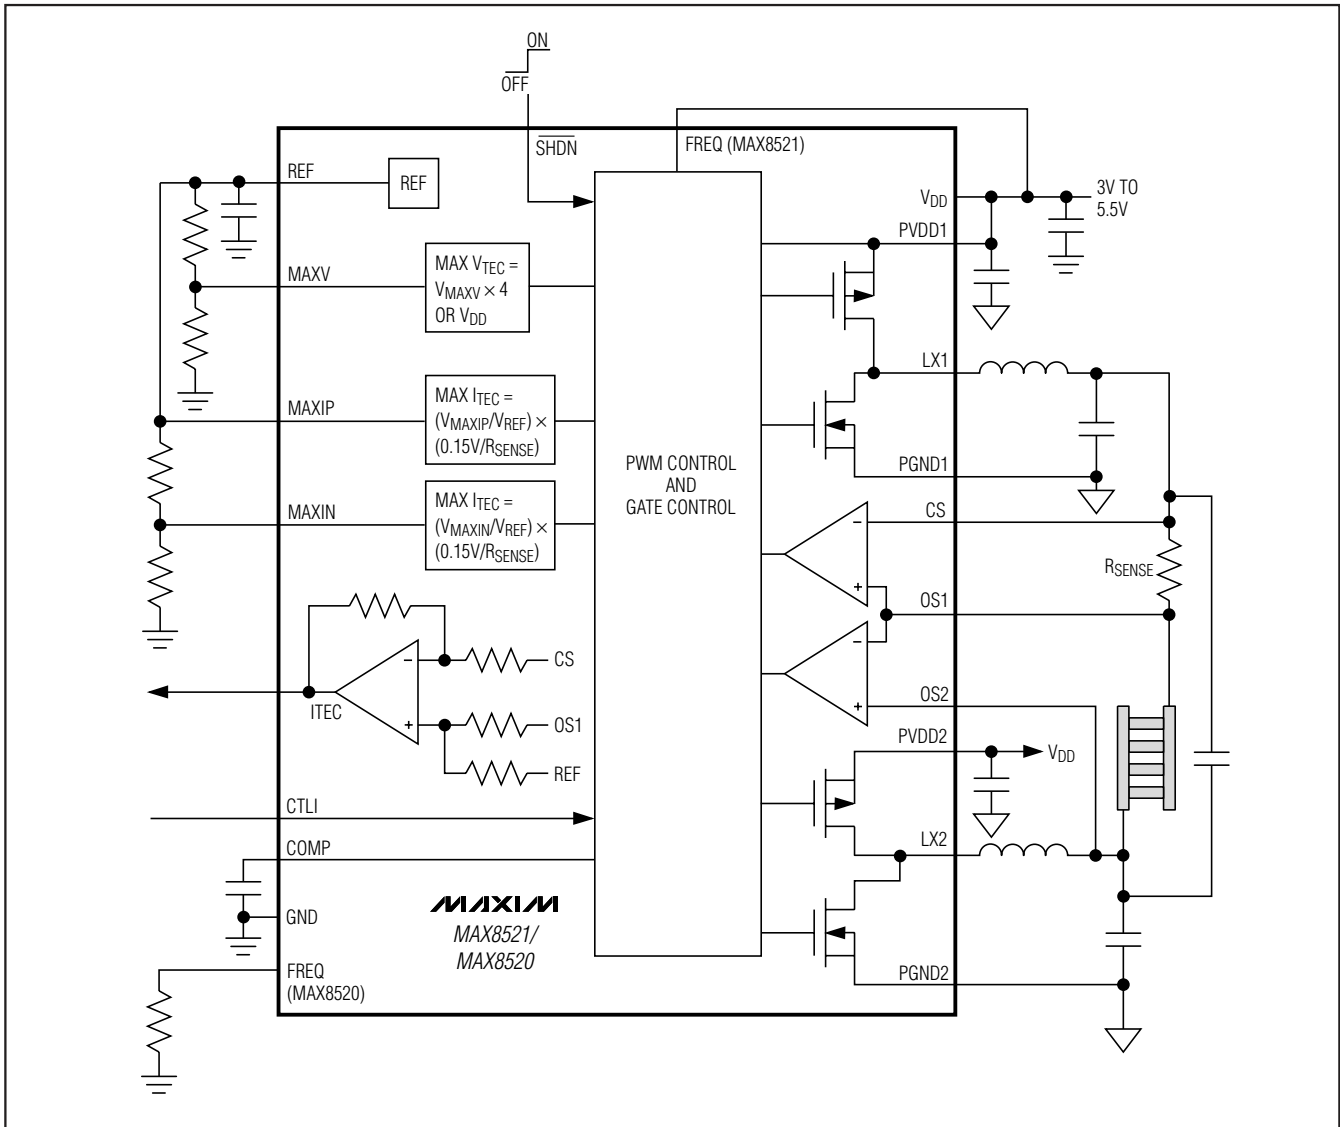 ON
OFF
SHDN
FREQ (MAX8521)
REF
REF
VDD
3V TO
5.5V
PVDD1
MAXV
MAX VTEC =
VMAXV × 4
OR VDD
LX1
MAXIP
MAX ITEC =
(VMAXIP/VREF) ×
(0.15V/RSENSE)
PWM CONTROL
AND
GATE CONTROL
PGND1
MAXIN
MAX ITEC =
(VMAXIN/VREF) ×
(0.15V/RSENSE)
CS
-
+
RSENSE
OS1
-
+
OS2
-
CS
ITEC
+
OS1
REF
PVDD2
VDD
CTLI
LX2
COMP
GND
MAXIM
MAX8521/
MAX8520
PGND2
FREQ
(MAX8520)